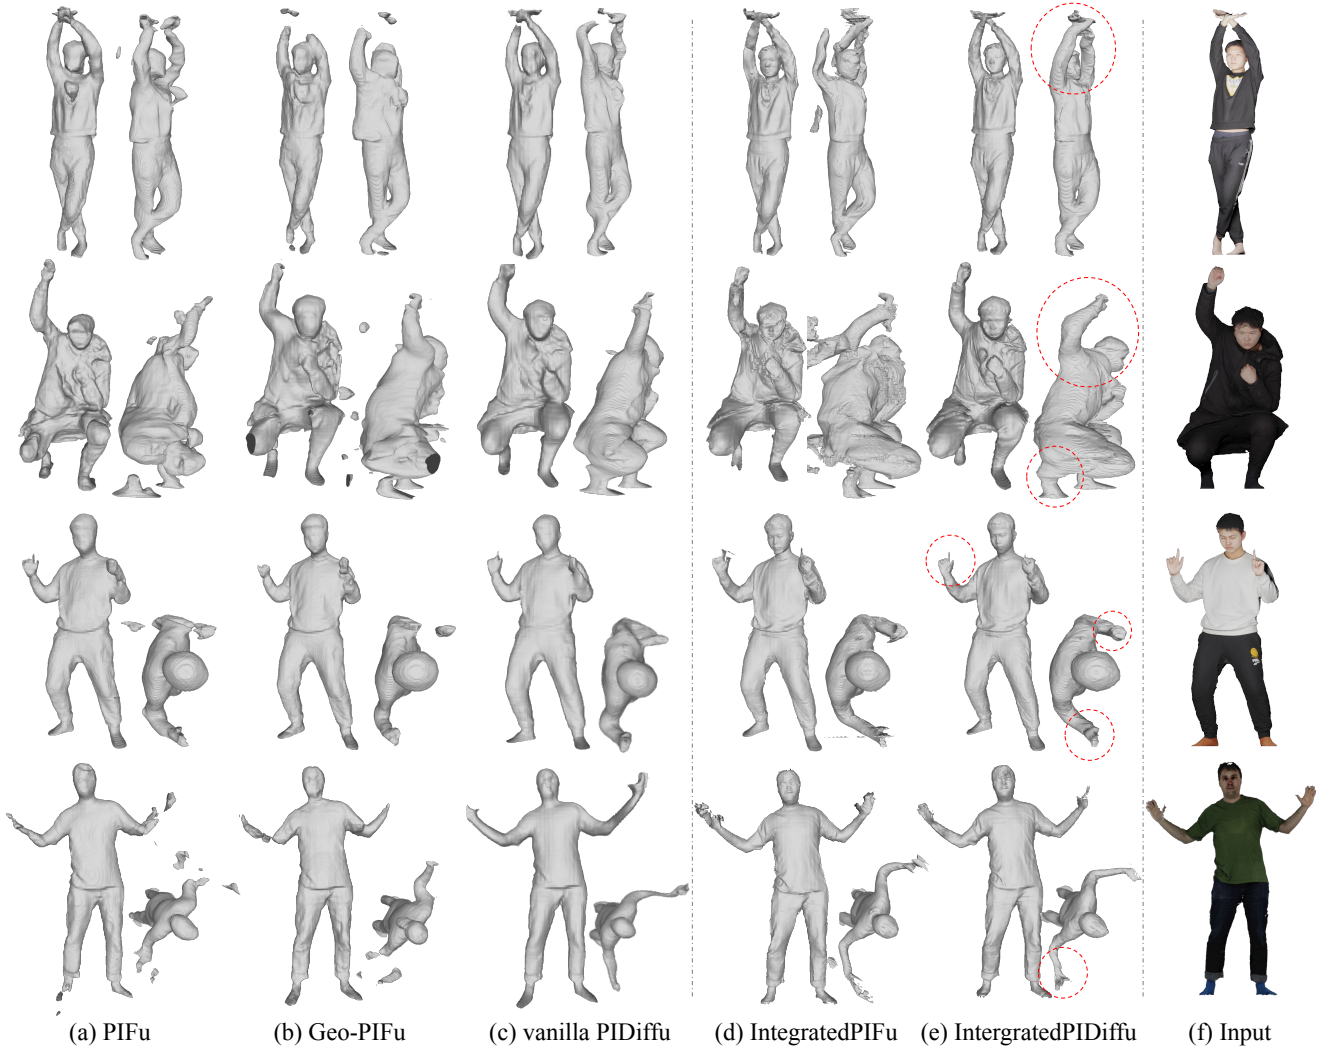 (a) PIFu
(b) Geo-PIFu
(c) vanilla PIDiffu
(d) IntegratedPIFu
(e) IntergratedPIDiffu
(f) Input